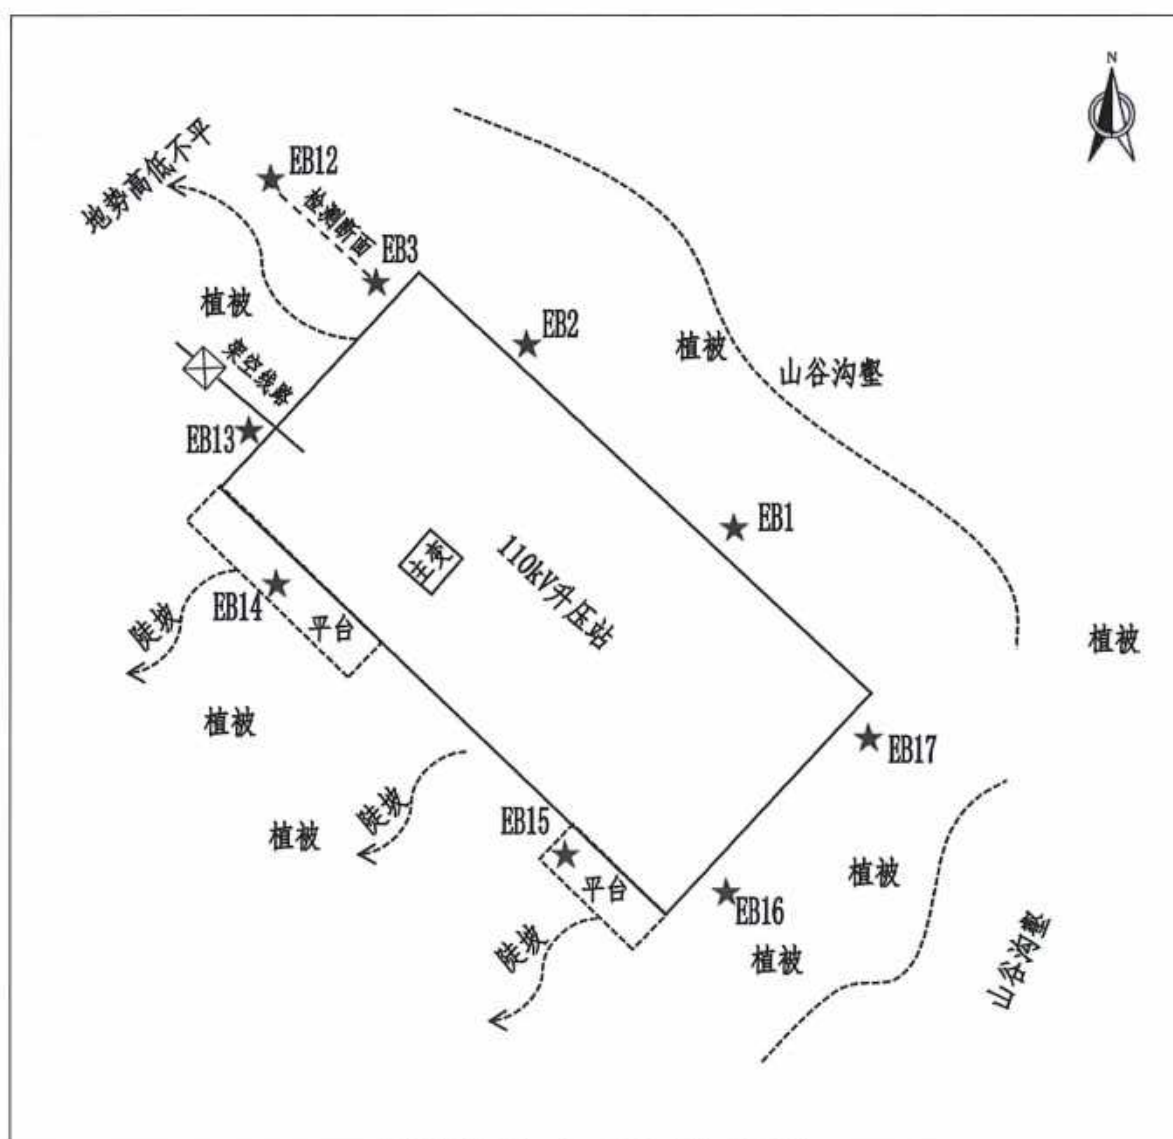 N
地势高低不平
EB12
检测断面
EB3
植被
EB2
植被
山谷沟壑
架空线路
EB13
EB1
主变
110kV升压站
EB14
平台
陡坡
植被
植被
EB17
陡坡
植被
EB15
平台
植被
EB16
陡坡
植被
山谷沟壑